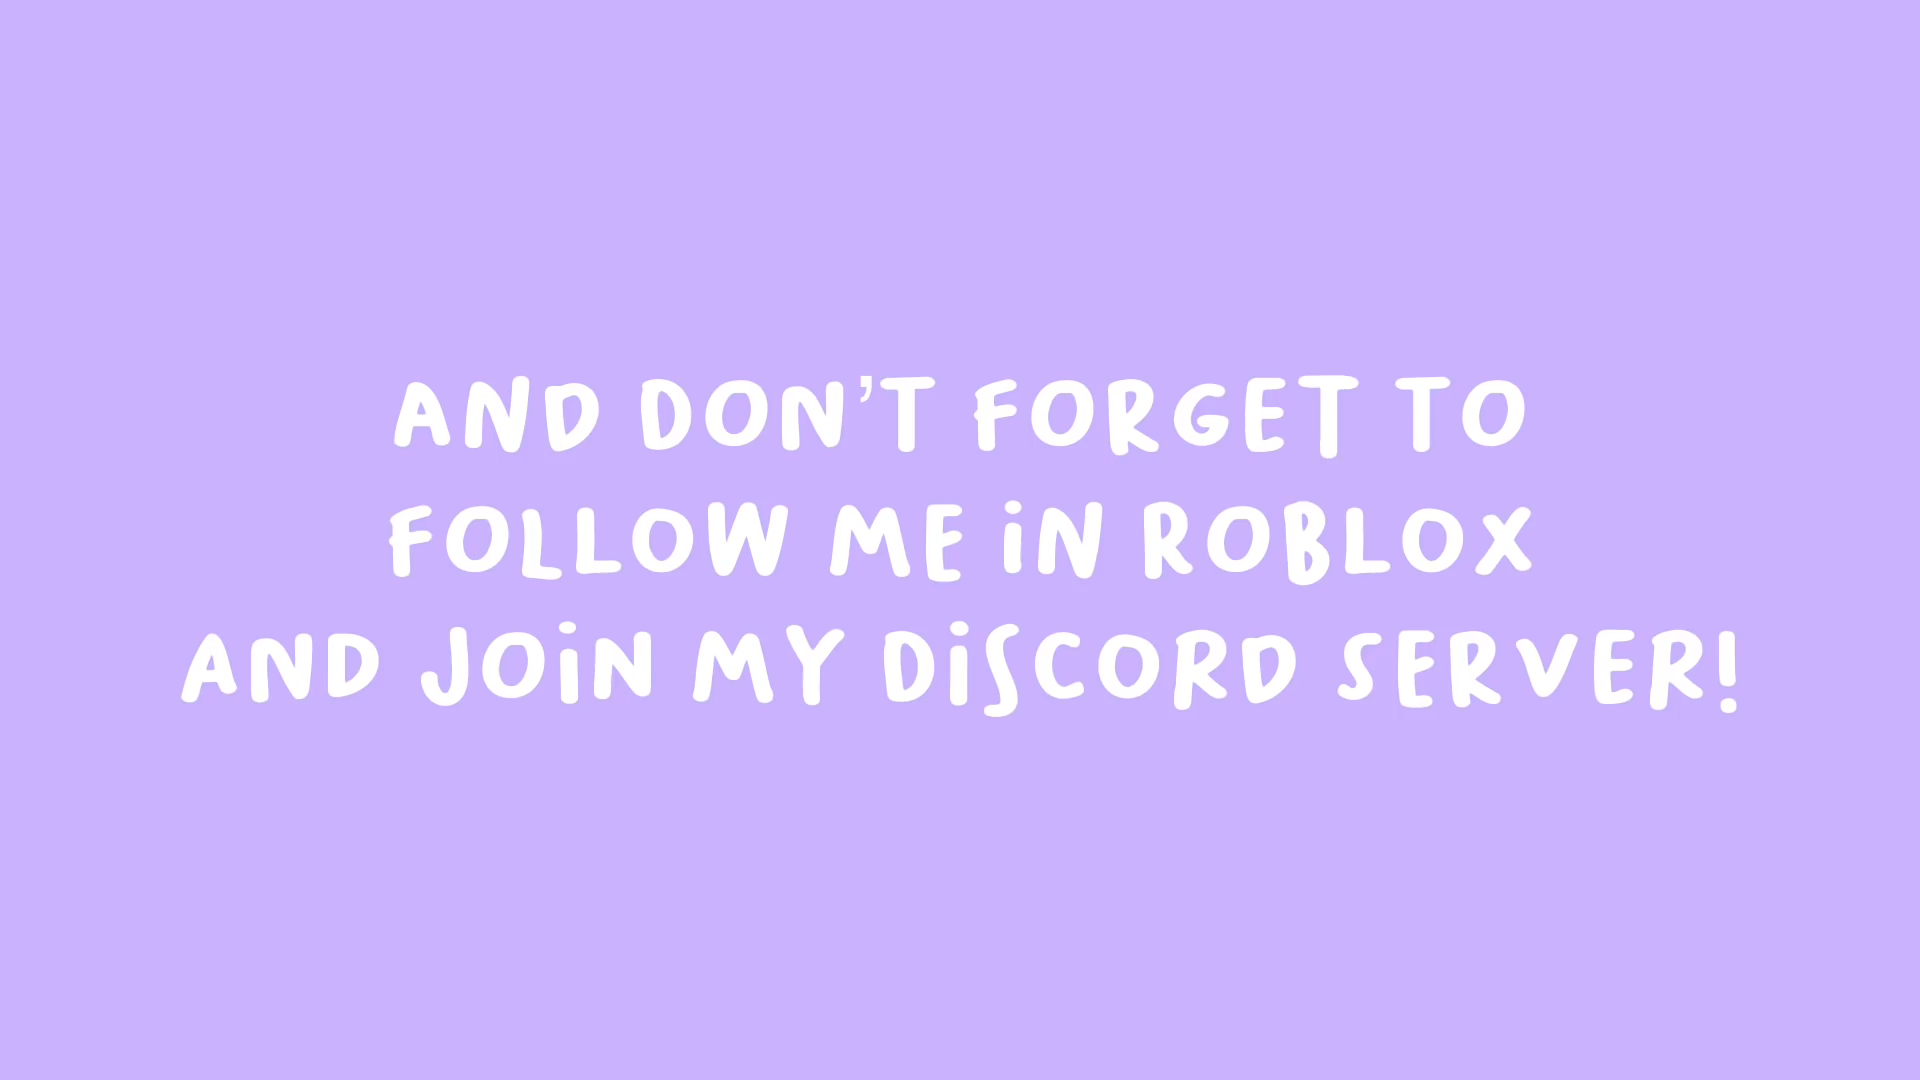 AND DON'T FORGET TO
FOLLOW ME IN ROBLOX
AND JOIN MY DISCORD SERVER!